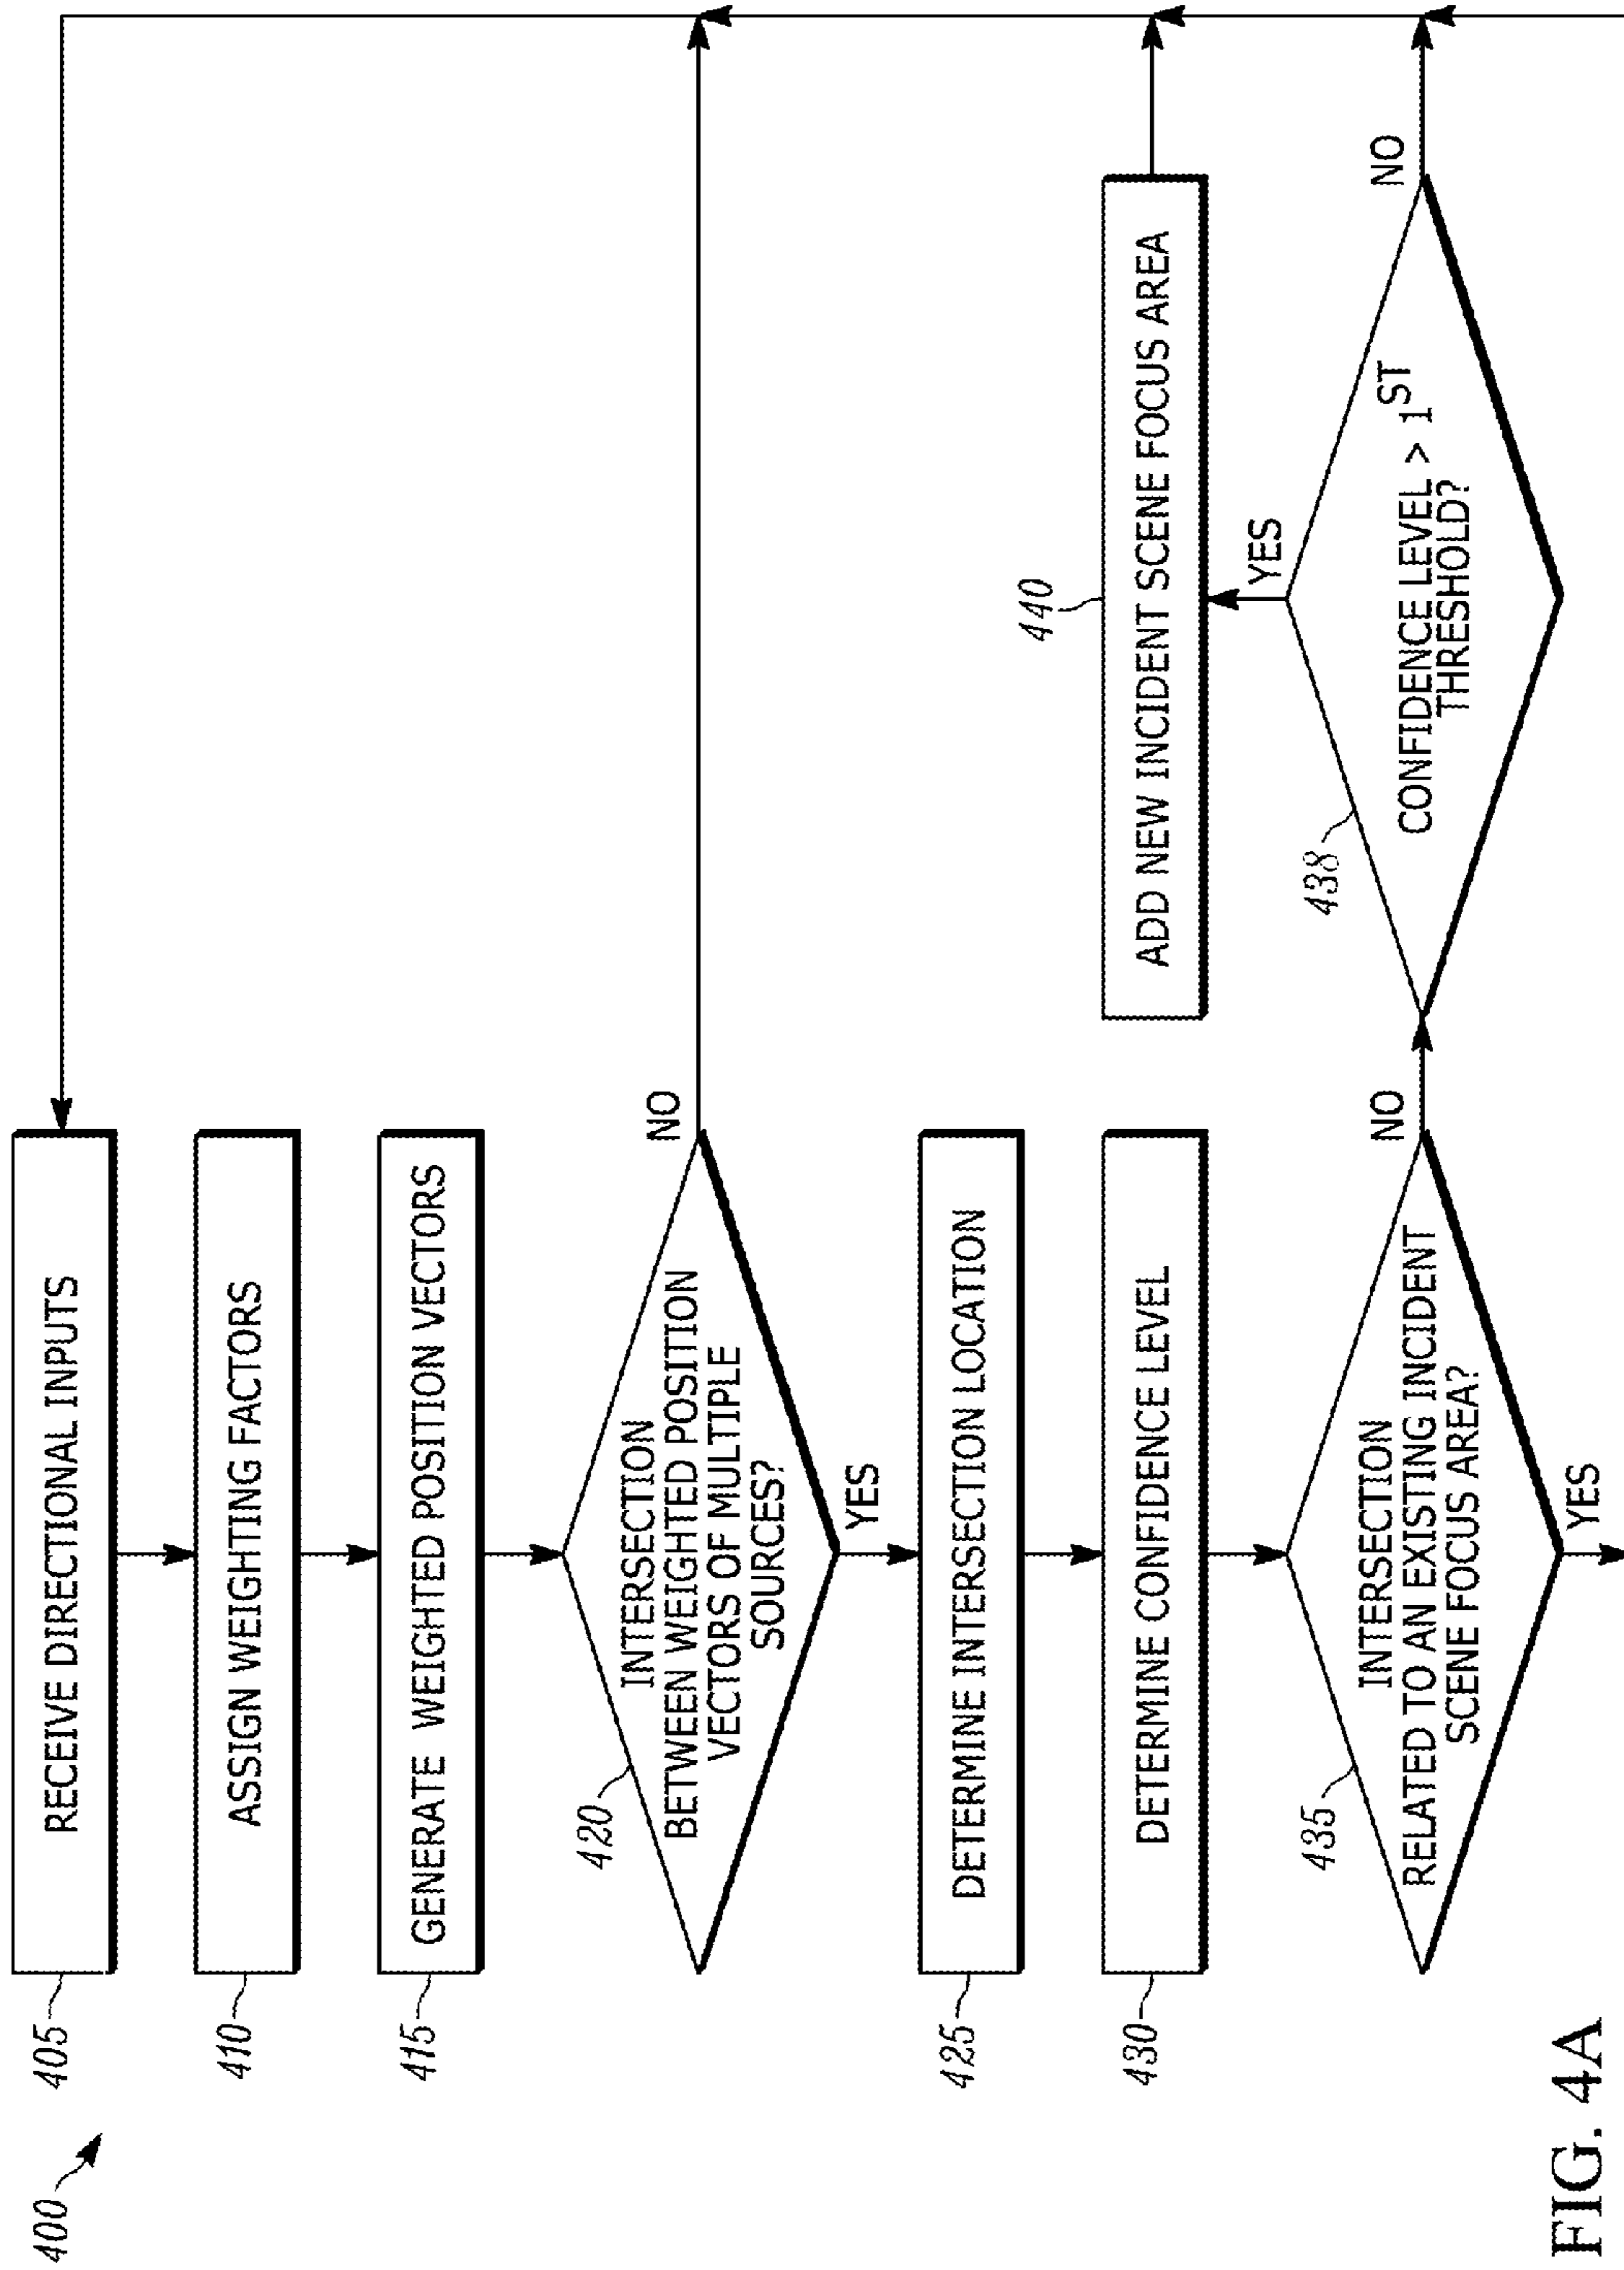 400
405
RECEIVE DIRECTIONAL INPUTS
410
ASSIGN WEIGHTING FACTORS
415
GENERATE WEIGHTED POSITION VECTORS
420
INTERSECTION
BETWEEN WEIGHTED POSITION
VECTORS OF MULTIPLE
SOURCES?
NO
YES
425
DETERMINE INTERSECTION LOCATION
430
DETERMINE CONFIDENCE LEVEL
435
INTERSECTION
RELATED TO AN EXISTING INCIDENT
SCENE FOCUS AREA?
NO
YES
440
ADD NEW INCIDENT SCENE FOCUS AREA
YES
438
CONFIDENCE LEVEL > 1ST
THRESHOLD?
NO
FIG. 4A